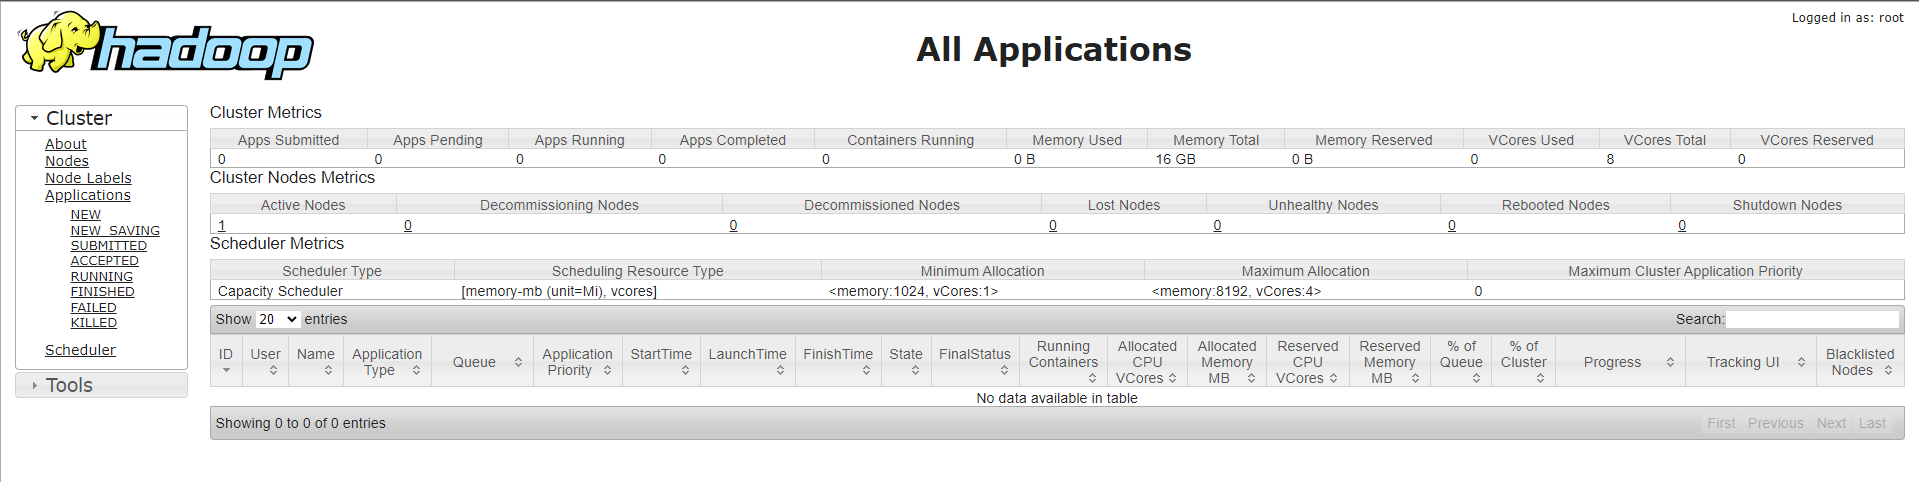 Logged in as: root
hadoop
All Applications
Cluster
About
Nodes
Node Labels
Applications
NEW
NEW_SAVING
SUBMITTED
ACCEPTED
RUNNING
FINISHED
FAILED
KILLED
Scheduler
Tools
Cluster Metrics
Apps Submitted Apps Pending Apps Running Apps Completed Containers Running Memory Used Memory Total Memory Reserved VCores Used VCores Total VCores Reserved
0 0 0 0 0 0 B 16 GB 0 B 0 8 0
Cluster Nodes Metrics
Active Nodes Decommissioning Nodes Decommissioned Nodes Lost Nodes Unhealthy Nodes Rebooted Nodes Shutdown Nodes
1 0 0 0 0 0 0
Scheduler Metrics
Scheduler Type Scheduling Resource Type Minimum Allocation Maximum Allocation Maximum Cluster Application Priority
Capacity Scheduler [memory-mb (unit=Mi), vcores] <memory:1024, vCores:1> <memory:8192, vCores:4> 0
Show 20 entries Search:
ID User Name Application Type Queue Application Priority StartTime LaunchTime FinishTime State FinalStatus Running Containers Allocated CPU VCores Allocated Memory MB Reserved CPU VCores Reserved Memory MB % of Queue % of Cluster Progress Tracking UI Blacklisted Nodes
No data available in table
Showing 0 to 0 of 0 entries First Previous Next Last